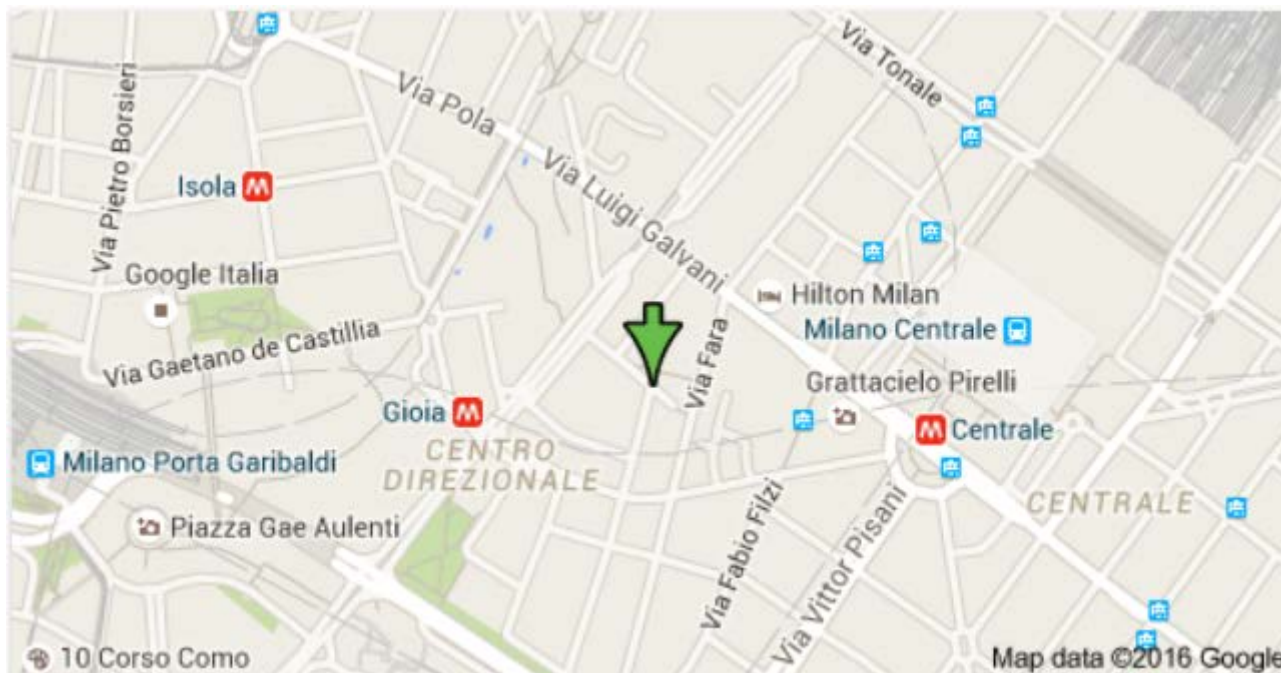 Via Tonale
Via Pola
Via Pietro Borsieri
Isola M
Via Luigi Galvani
Google Italia
Hilton Milan
Milano Centrale
Via Gaetano de Castillia
Via Fara
Grattacielo Pirelli
Gioia M
M Centrale
CENTRO
DIREZIONALE
Milano Porta Garibaldi
CENTRALE
Piazza Gae Aulenti
Via Fabio Filzi
Via Vittor Pisani
10 Corso Como
Map data ©2016 Google